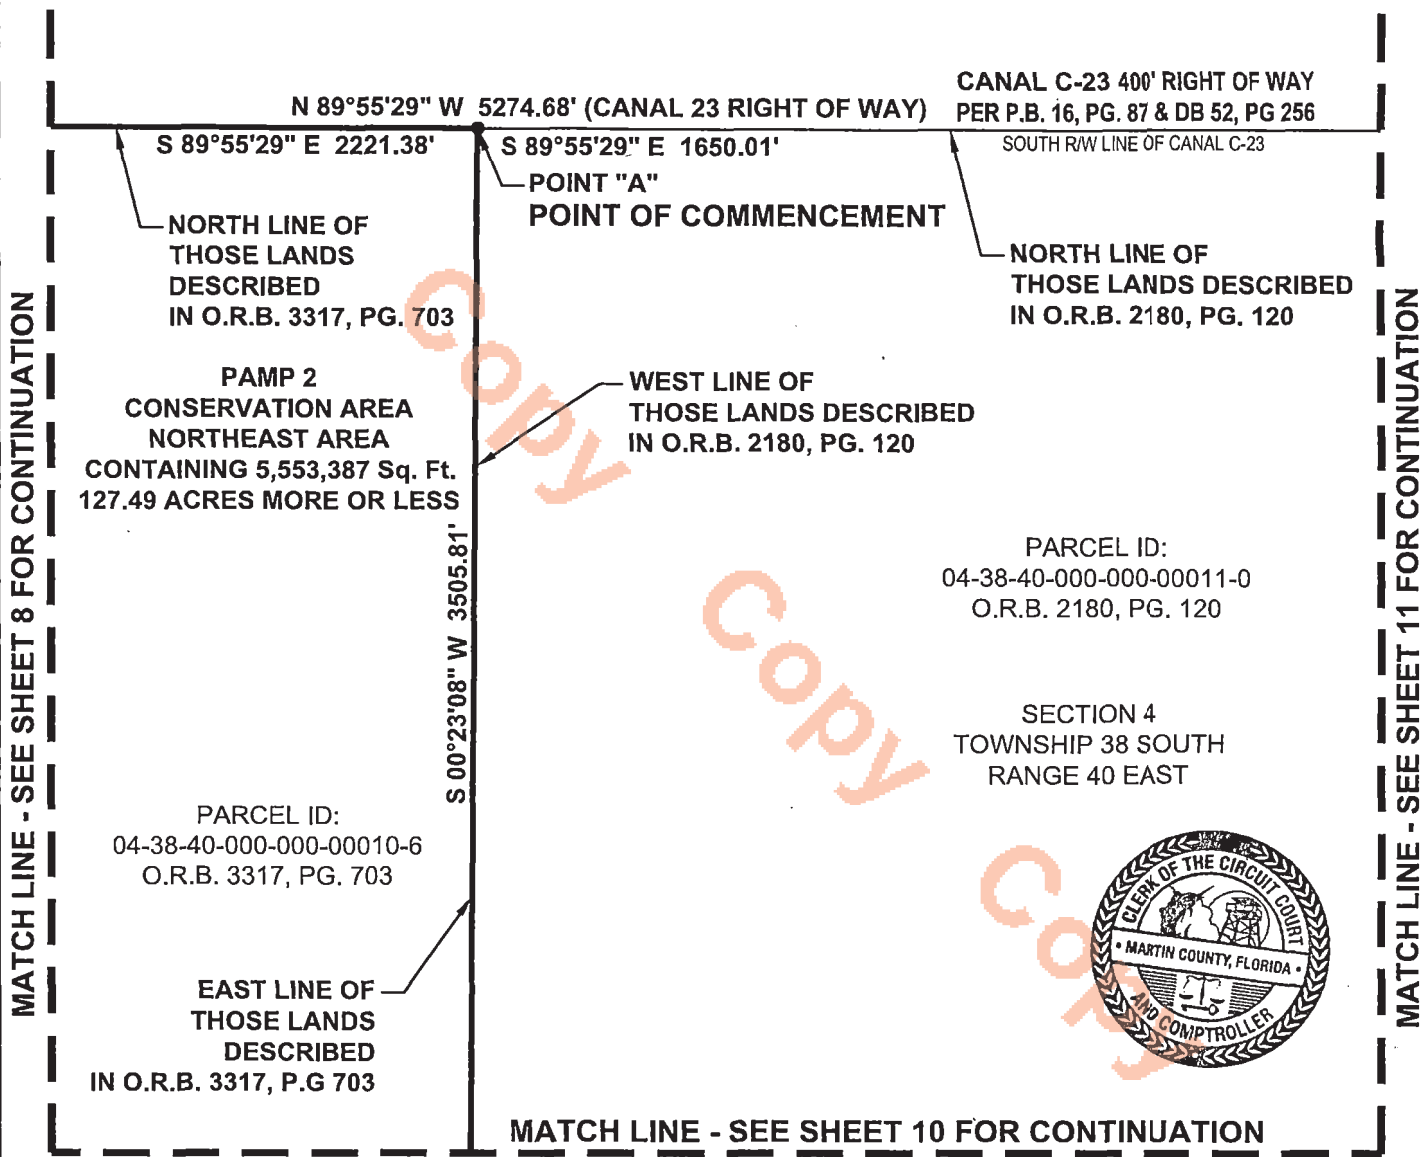 N 89°55'29" W 5274.68' (CANAL 23 RIGHT OF WAY)
CANAL C-23 400' RIGHT OF WAY
PER P.B. 16, PG. 87 & DB 52, PG 256
S 89°55'29" E 2221.38'
S 89°55'29" E 1650.01'
SOUTH R/W LINE OF CANAL C-23
POINT "A"
POINT OF COMMENCEMENT
NORTH LINE OF
THOSE LANDS
DESCRIBED
IN O.R.B. 3317, PG. 703
NORTH LINE OF
THOSE LANDS DESCRIBED
IN O.R.B. 2180, PG. 120
PAMP 2
CONSERVATION AREA
NORTHEAST AREA
CONTAINING 5,553,387 Sq. Ft.
127.49 ACRES MORE OR LESS
WEST LINE OF
THOSE LANDS DESCRIBED
IN O.R.B. 2180, PG. 120
S 00°23'08" W 3505.81'
PARCEL ID:
04-38-40-000-000-00011-0
O.R.B. 2180, PG. 120
SECTION 4
TOWNSHIP 38 SOUTH
RANGE 40 EAST
PARCEL ID:
04-38-40-000-000-00010-6
O.R.B. 3317, PG. 703
EAST LINE OF
THOSE LANDS
DESCRIBED
IN O.R.B. 3317, P.G 703
MATCH LINE - SEE SHEET 8 FOR CONTINUATION
MATCH LINE - SEE SHEET 11 FOR CONTINUATION
MATCH LINE - SEE SHEET 10 FOR CONTINUATION
CLERK OF THE CIRCUIT COURT
• MARTIN COUNTY, FLORIDA •
AND COMPTROLLER
Copy
Copy
Copy